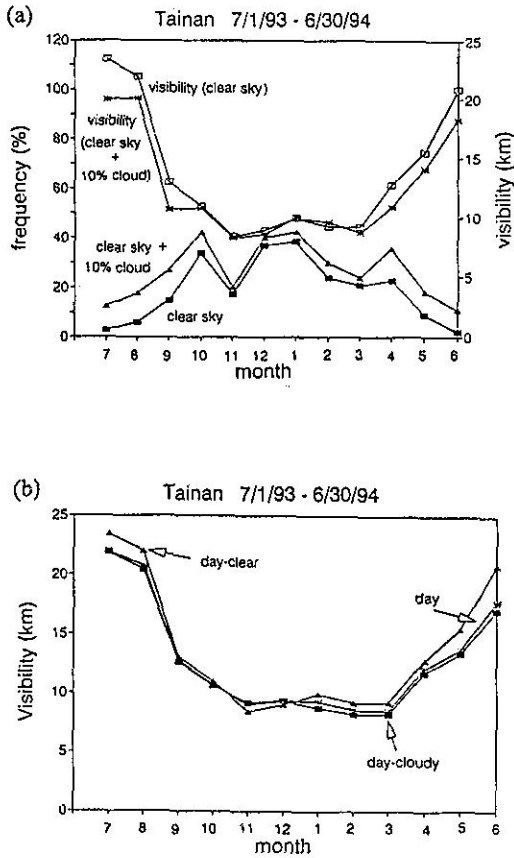 (a)
Tainan 7/1/93 - 6/30/94
120
100
80
60
40
20
0
frequency (%)
25
20
15
10
5
0
visibility (km)
visibility (clear sky)
visibility
(clear sky
+
10% cloud)
clear sky +
10% cloud
clear sky
7 8 9 10 11 12 1 2 3 4 5 6
month
(b)
Tainan 7/1/93 - 6/30/94
25
20
15
10
5
0
Visibility (km)
day-clear
day
day-cloudy
7 8 9 10 11 12 1 2 3 4 5 6
month